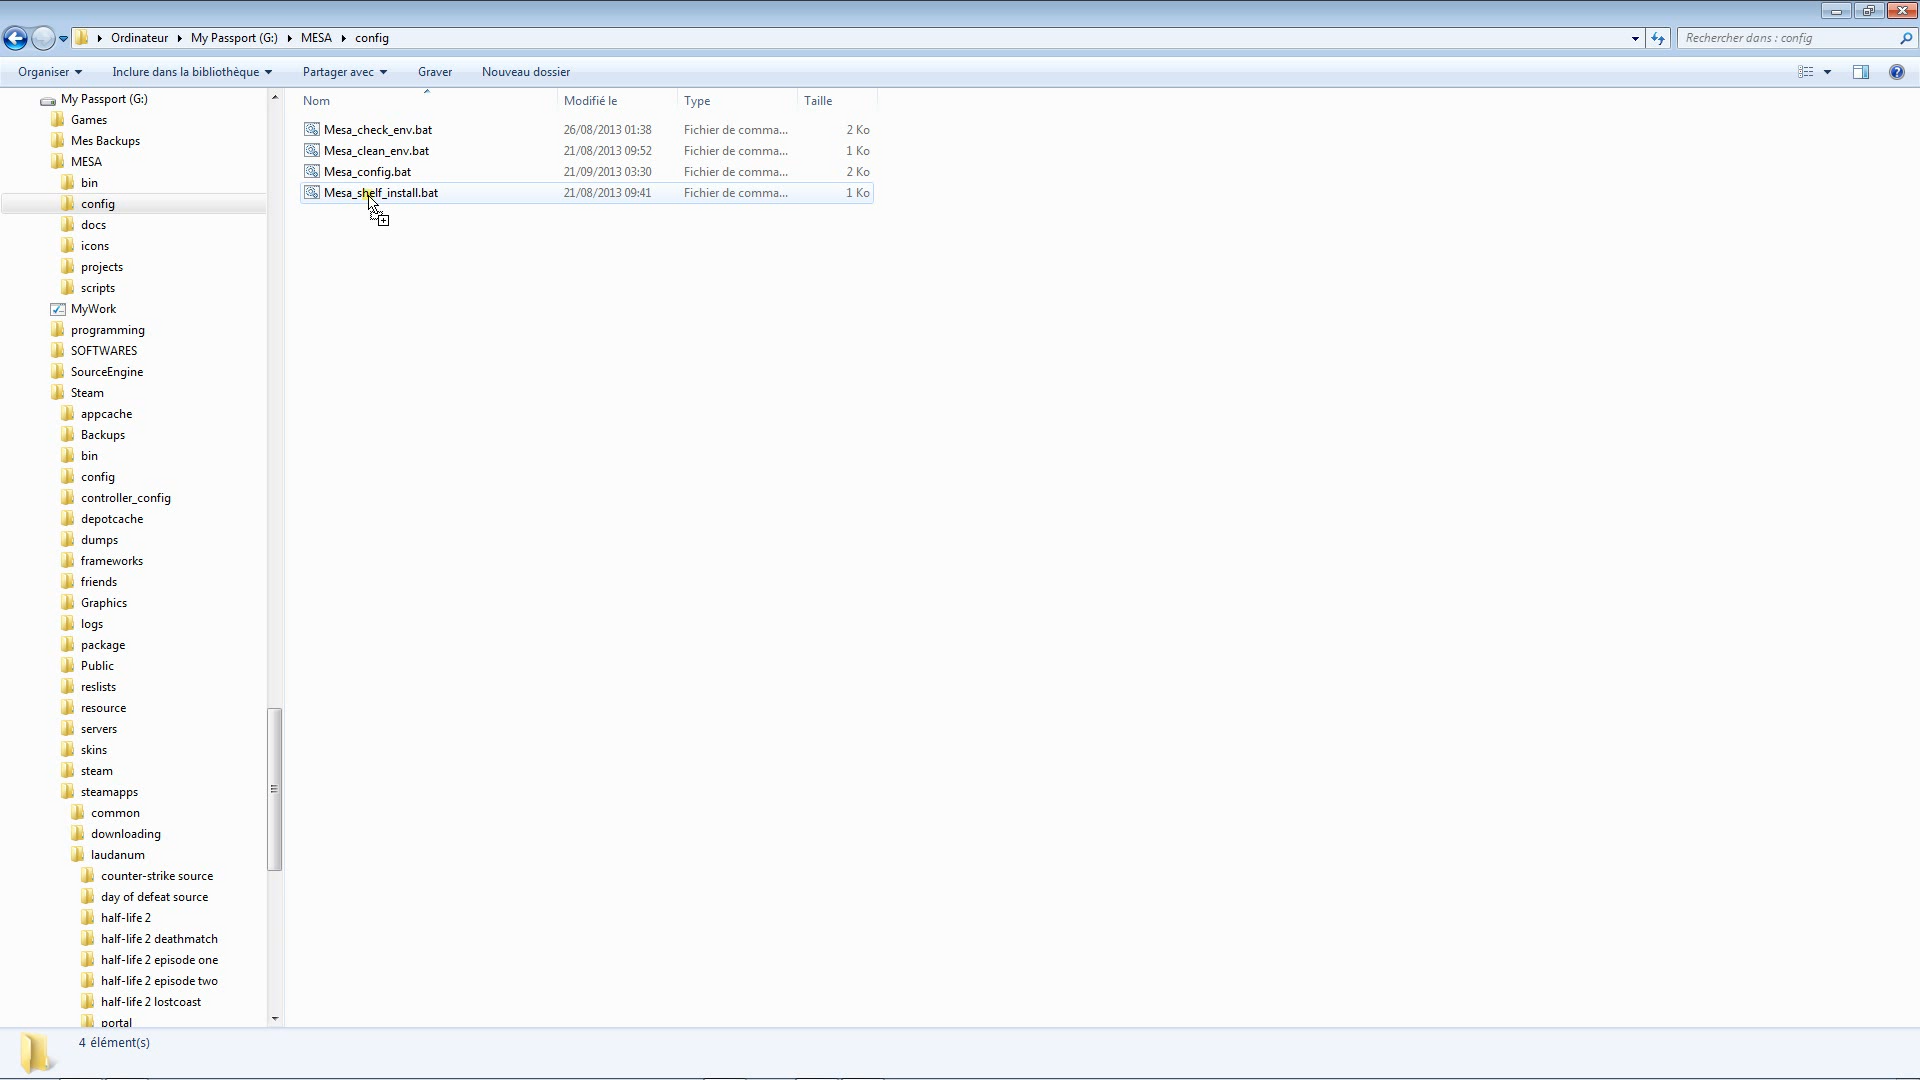 Ordinateur My Passport (G:) MESA config
Rechercher dans : config
Organiser Inclure dans la bibliothèque Partager avec Graver Nouveau dossier
My Passport (G:)
Games
Mes Backups
MESA
bin
config
docs
icons
projects
scripts
MyWork
programming
SOFTWARES
SourceEngine
Steam
appcache
Backups
bin
config
controller_config
depotcache
dumps
frameworks
friends
Graphics
logs
package
Public
reslists
resource
servers
skins
steam
steamapps
common
downloading
laudanum
counter-strike source
day of defeat source
half-life 2
half-life 2 deathmatch
half-life 2 episode one
half-life 2 episode two
half-life 2 lostcoast
portal
Nom Modifié le Type Taille
Mesa_check_env.bat 26/08/2013 01:38 Fichier de comma... 2 Ko
Mesa_clean_env.bat 21/08/2013 09:52 Fichier de comma... 1 Ko
Mesa_config.bat 21/09/2013 03:30 Fichier de comma... 2 Ko
Mesa_shelf_install.bat 21/08/2013 09:41 Fichier de comma... 1 Ko
4 élément(s)